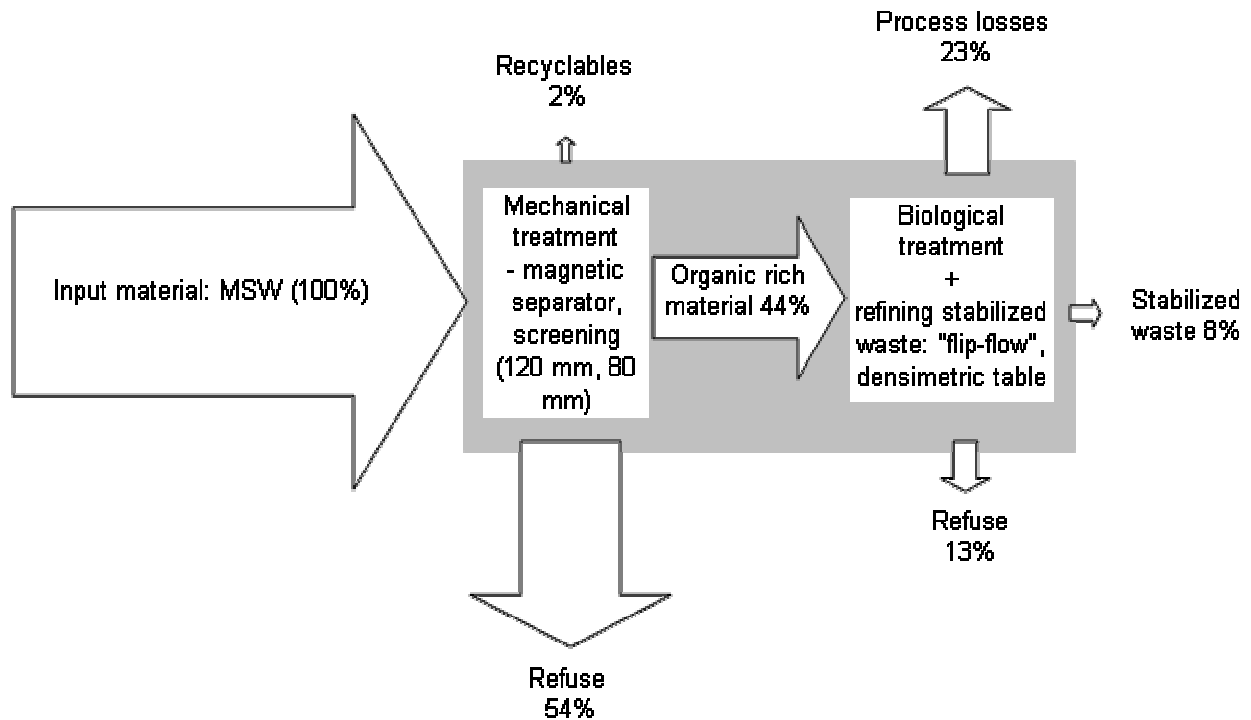 Process losses
23%
Recyclables
2%
Input material: MSW (100%)
Mechanical
treatment
- magnetic
separator,
screening
(120 mm, 80
mm)
Organic rich
material 44%
Biological
treatment
+
refining stabilized
waste: "flip-flow",
densimetric table
Stabilized
waste 8%
Refuse
13%
Refuse
54%